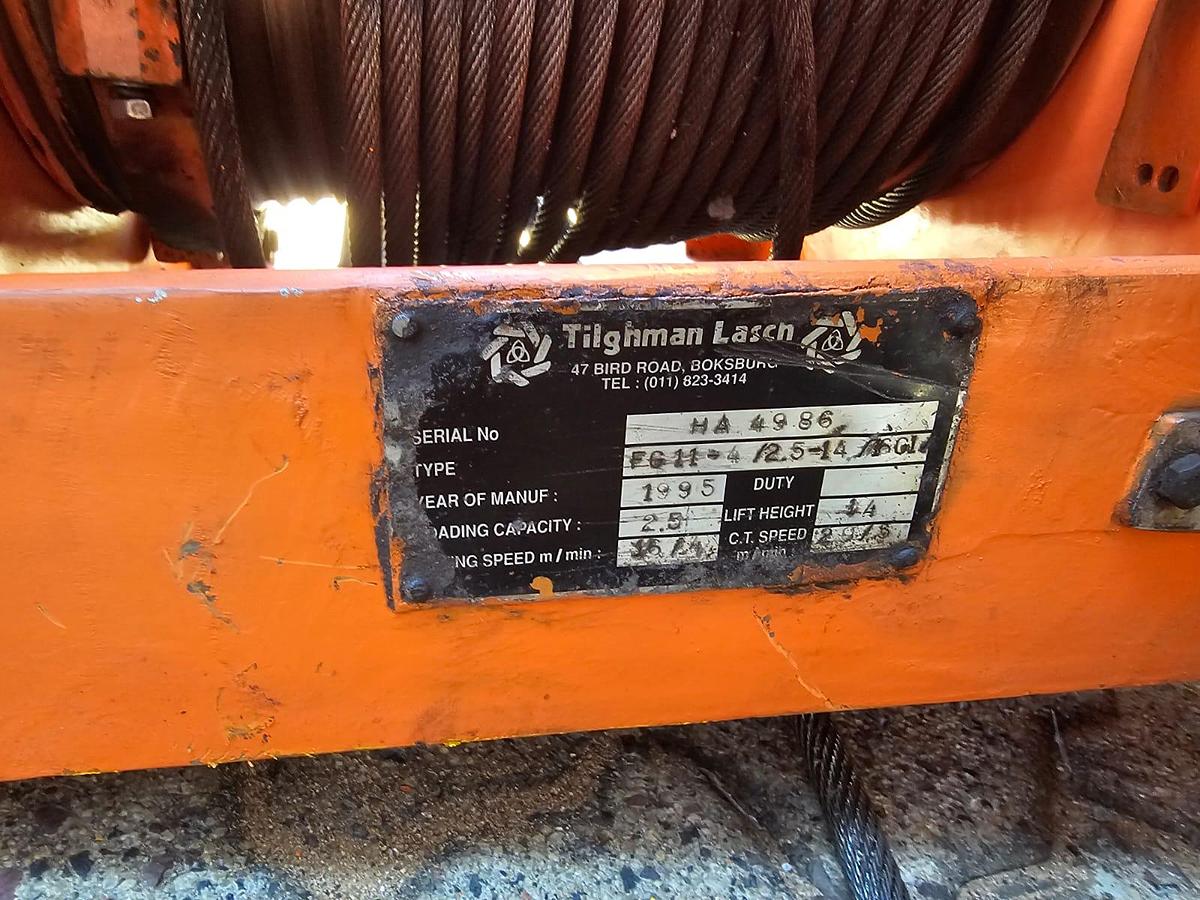 Tilghman Lasch
47 BIRD ROAD, BOKSBURG
TEL : (011) 823-3414
SERIAL No HA 4986
TYPE
YEAR OF MANUF : 1995 DUTY
LOADING CAPACITY : 2.5 LIFT HEIGHT 14
SPEED m/min : C.T. SPEED
m/min :